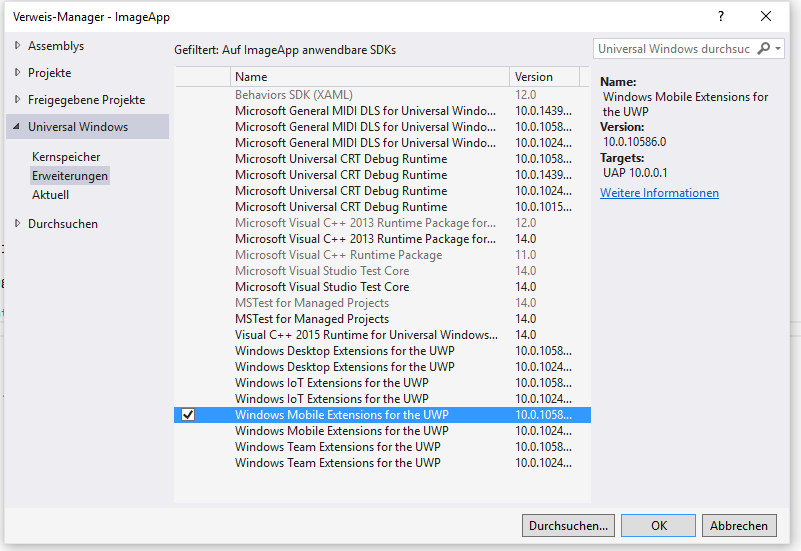 Verweis-Manager - ImageApp
Assemblys
Projekte
Freigegebene Projekte
Universal Windows
Kernspeicher
Erweiterungen
Aktuell
Durchsuchen
Gefiltert: Auf ImageApp anwendbare SDKs
Name Version
Behaviors SDK (XAML) 12.0
Microsoft General MIDI DLS for Universal Windo... 10.0.1439...
Microsoft General MIDI DLS for Universal Windo... 10.0.1058...
Microsoft General MIDI DLS for Universal Windo... 10.0.1024...
Microsoft Universal CRT Debug Runtime 10.0.1058...
Microsoft Universal CRT Debug Runtime 10.0.1439...
Microsoft Universal CRT Debug Runtime 10.0.1024...
Microsoft Universal CRT Debug Runtime 10.0.1015...
Microsoft Visual C++ 2013 Runtime Package for... 12.0
Microsoft Visual C++ 2013 Runtime Package for... 14.0
Microsoft Visual C++ Runtime Package 11.0
Microsoft Visual Studio Test Core 14.0
Microsoft Visual Studio Test Core 14.0
MSTest for Managed Projects 14.0
MSTest for Managed Projects 14.0
Visual C++ 2015 Runtime for Universal Windows... 14.0
Windows Desktop Extensions for the UWP 10.0.1058...
Windows Desktop Extensions for the UWP 10.0.1024...
Windows IoT Extensions for the UWP 10.0.1058...
Windows IoT Extensions for the UWP 10.0.1024...
Windows Mobile Extensions for the UWP 10.0.1058...
Windows Mobile Extensions for the UWP 10.0.1024...
Windows Team Extensions for the UWP 10.0.1058...
Windows Team Extensions for the UWP 10.0.1024...
Universal Windows durchsuc
Name:
Windows Mobile Extensions for
the UWP
Version:
10.0.10586.0
Targets:
UAP 10.0.0.1
Weitere Informationen
Durchsuchen... OK Abbrechen